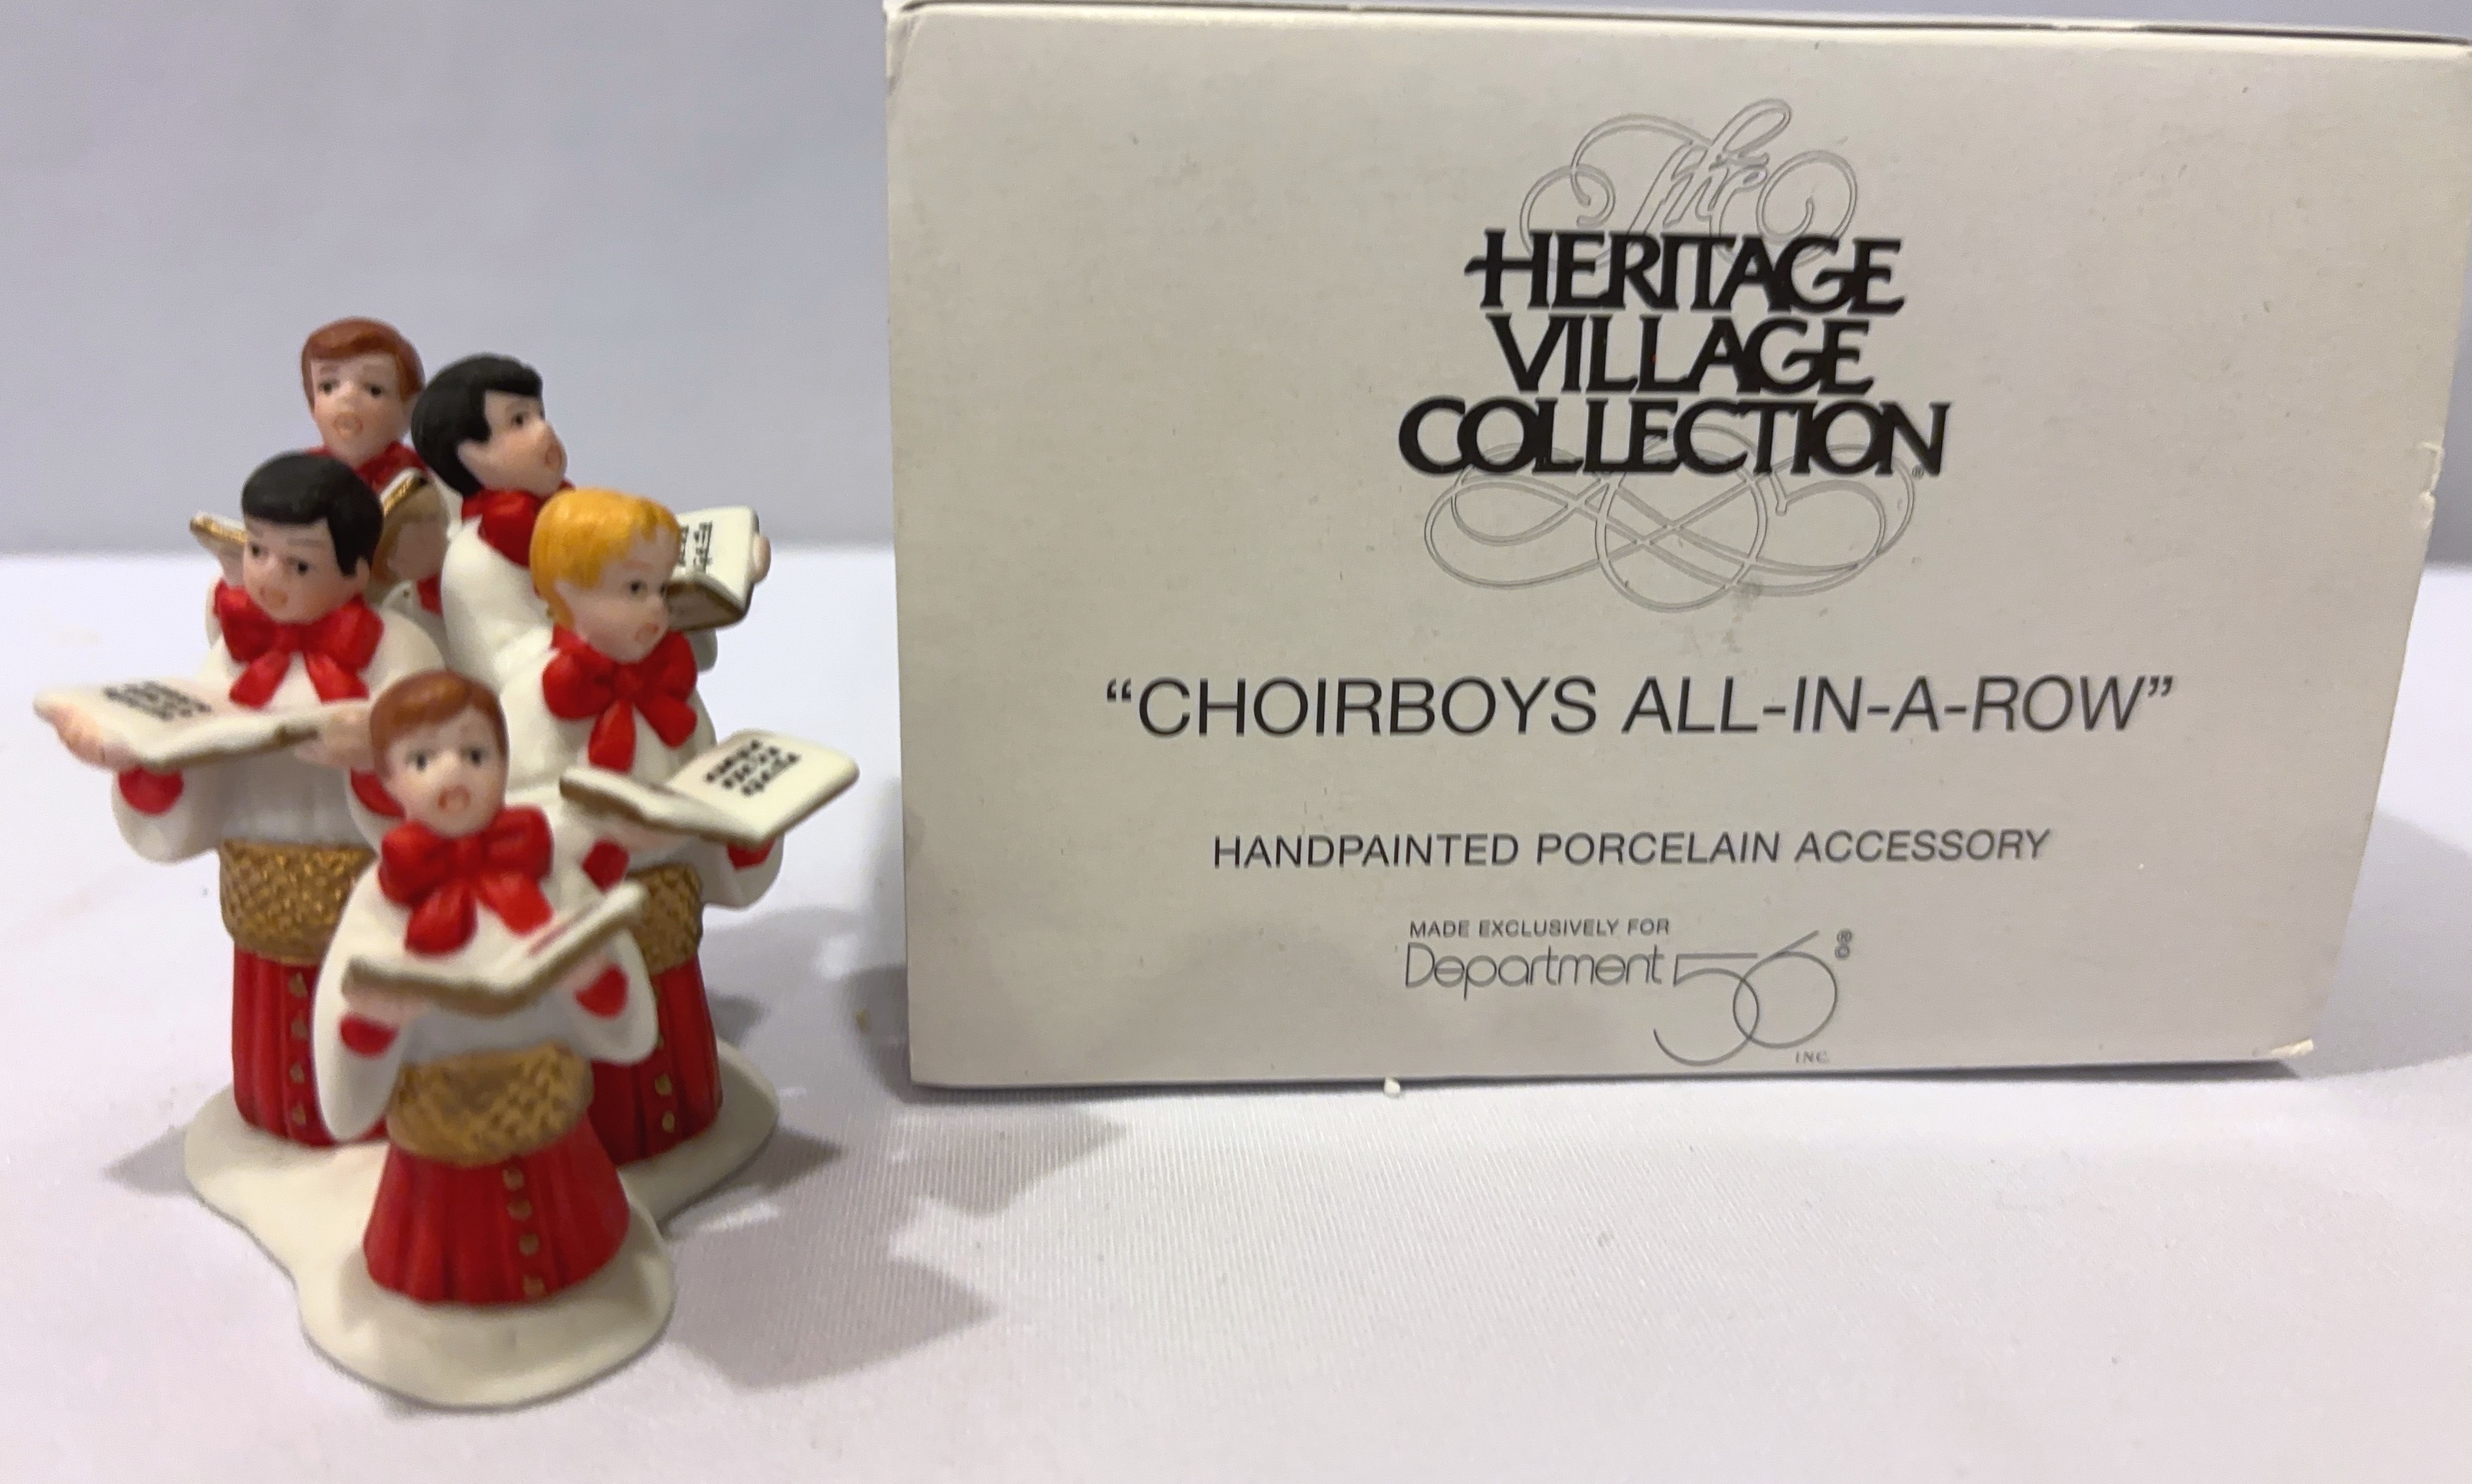 The
HERITAGE
VILLAGE
COLLECTION®
“CHOIRBOYS ALL-IN-A-ROW”
HANDPAINTED PORCELAIN ACCESSORY
MADE EXCLUSIVELY FOR
Department 56®©
INC.